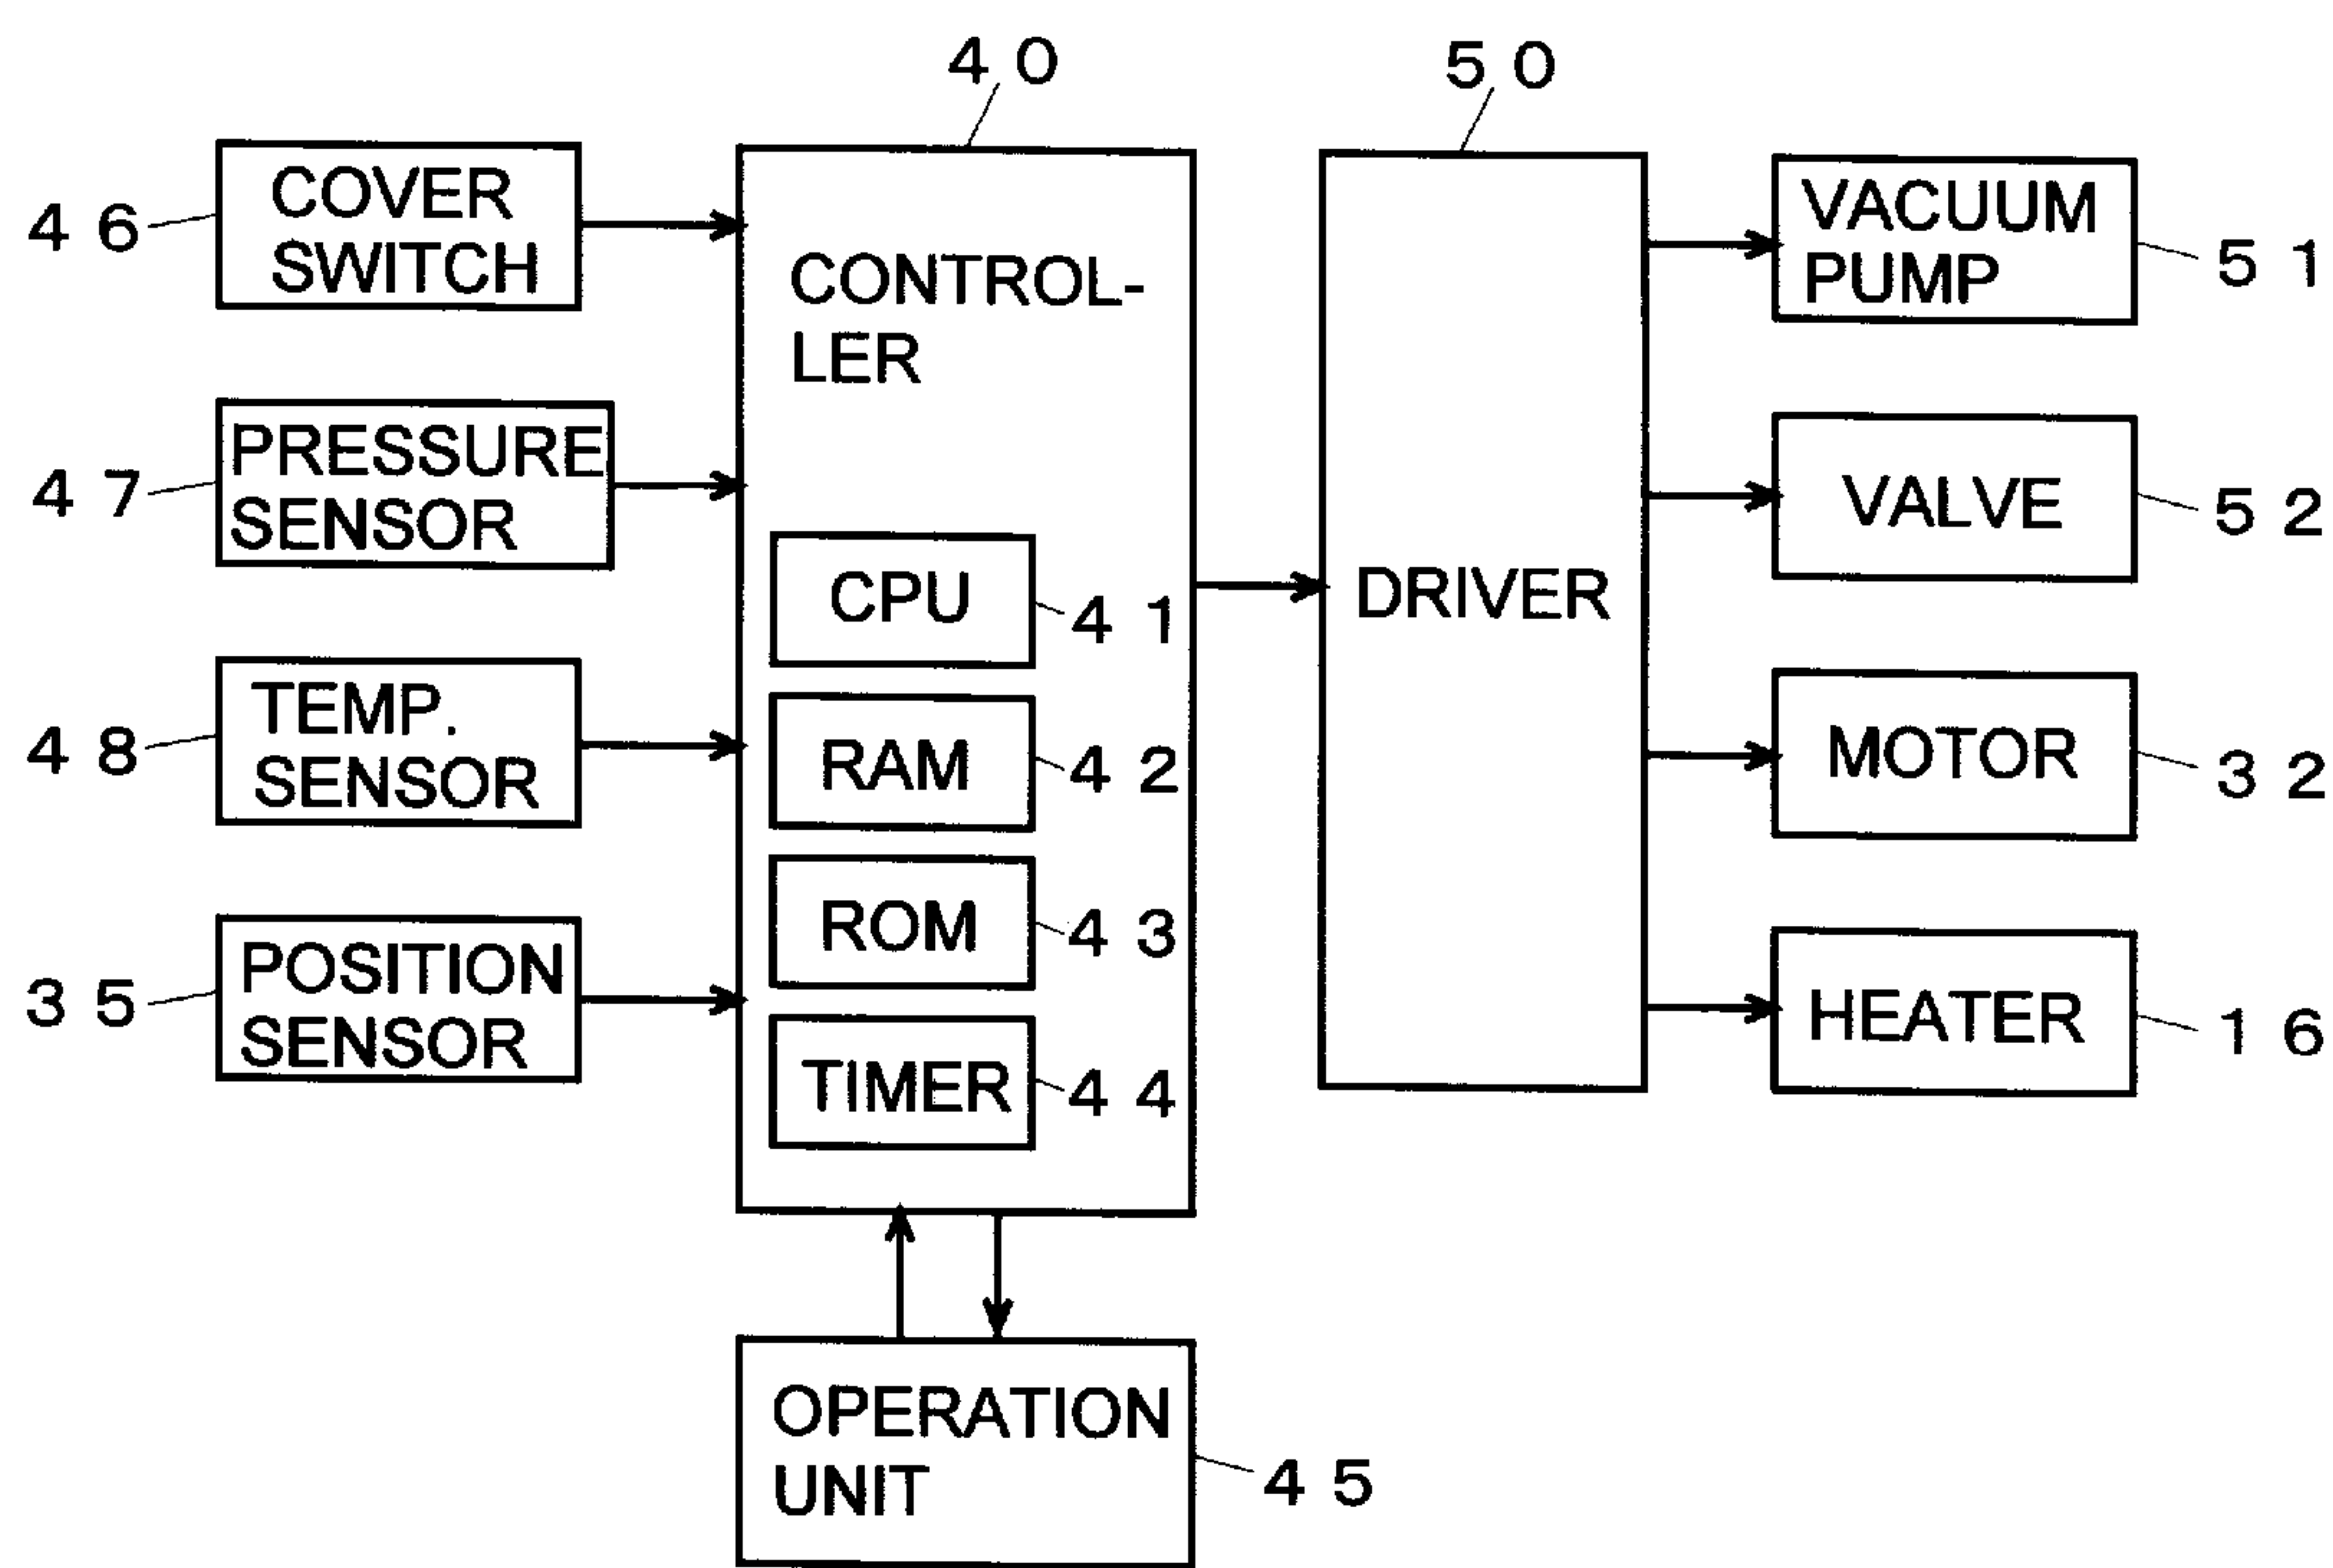 ４０
５０
COVER
SWITCH
４６
CONTROL-
LER
VACUUM
PUMP
５１
PRESSURE
SENSOR
４７
CPU
４１
DRIVER
VALVE
５２
TEMP.
SENSOR
４８
RAM
４２
MOTOR
３２
POSITION
SENSOR
３５
ROM
４３
HEATER
１６
TIMER
４４
OPERATION
UNIT
４５